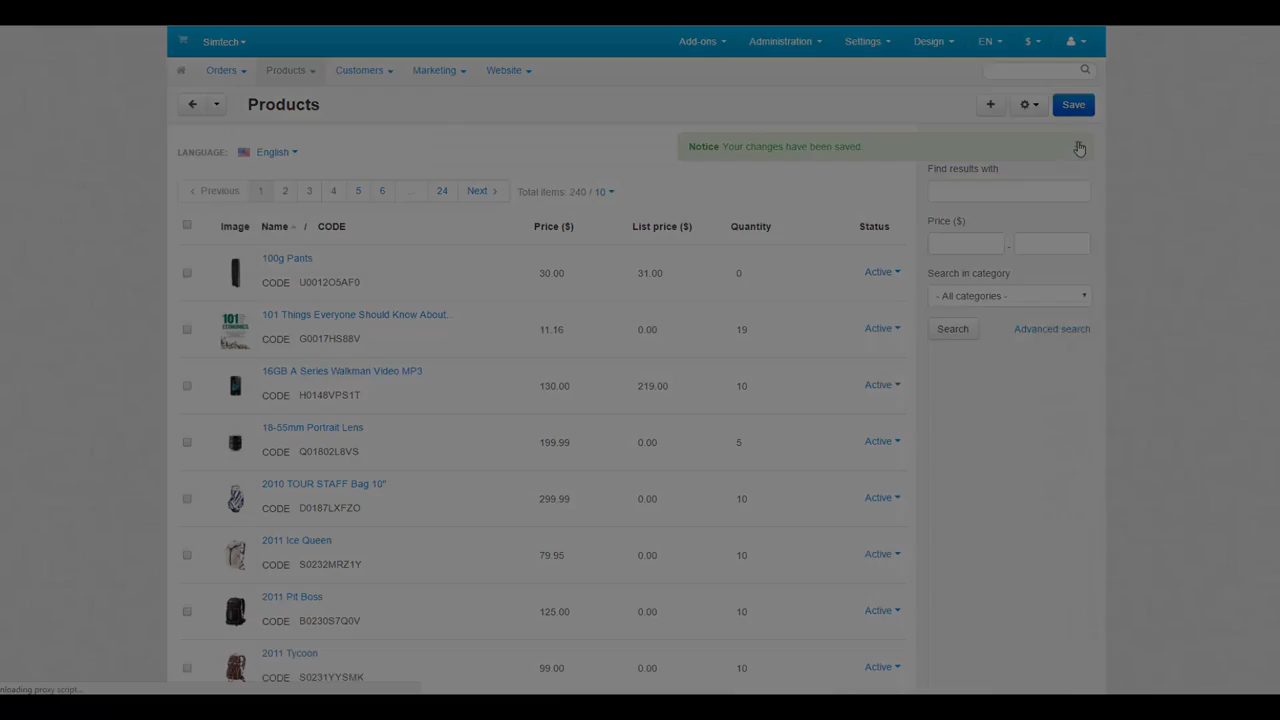 Simtech
Add-ons Administration Settings Design EN $
Orders Products Customers Marketing Website
Products
Save
LANGUAGE: English
Notice Your changes have been saved.
Find results with
Previous 1 2 3 4 5 6 ... 24 Next Total items: 240 / 10
Price ($)
-
Search in category
- All categories -
Search Advanced search
Image Name / CODE Price ($) List price ($) Quantity Status
100g Pants
CODE U0012O5AF0
30.00 31.00 0 Active
101 Things Everyone Should Know About...
CODE G0017HS88V
11.16 0.00 19 Active
16GB A Series Walkman Video MP3
CODE H0148VPS1T
130.00 219.00 10 Active
18-55mm Portrait Lens
CODE Q01802L8VS
199.99 0.00 5 Active
2010 TOUR STAFF Bag 10"
CODE D0187LXFZO
299.99 0.00 10 Active
2011 Ice Queen
CODE S0232MRZ1Y
79.95 0.00 10 Active
2011 Pit Boss
CODE B0230S7Q0V
125.00 0.00 10 Active
2011 Tycoon
CODE S0231YYSMK
99.00 0.00 10 Active
nloading proxy script...